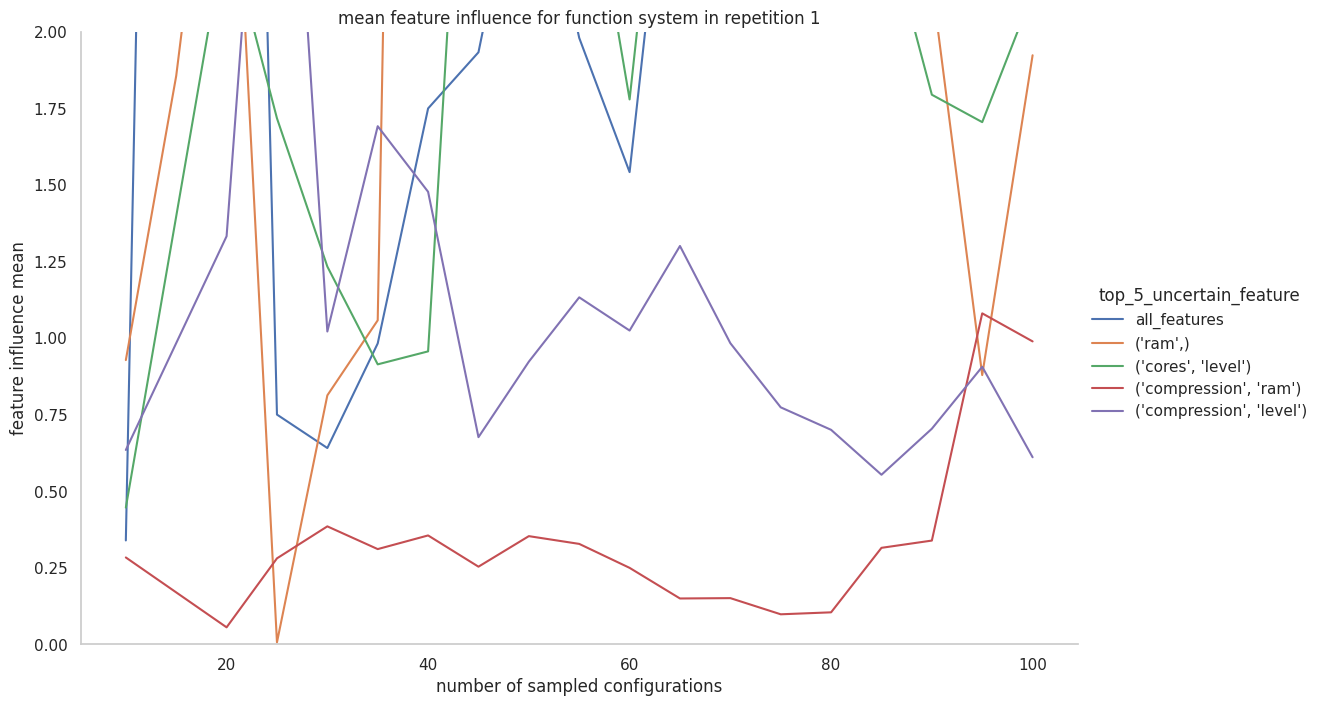 mean feature influence for function system in repetition 1
2.00
1.75
1.50
1.25
1.00
0.75
0.50
0.25
0.00
feature influence mean
20 40 60 80 100
number of sampled configurations
top_5_uncertain_feature
all_features
('ram',)
('cores', 'level')
('compression', 'ram')
('compression', 'level')